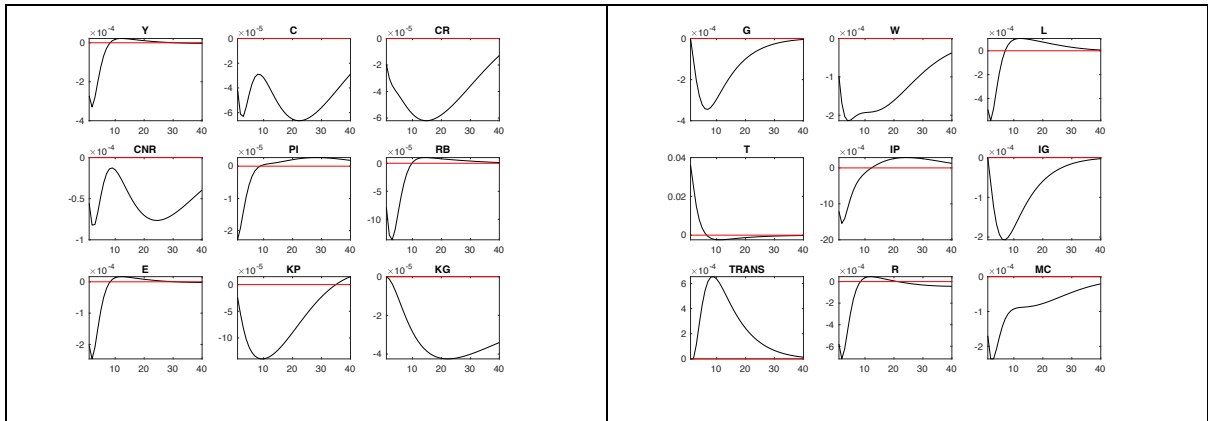 ×10⁻⁴ Y
0
-2
-4
10 20 30 40
×10⁻⁵ C
0
-2
-4
-6
10 20 30 40
×10⁻⁵ CR
0
-2
-4
-6
10 20 30 40
×10⁻⁴ CNR
0
-0.5
-1
10 20 30 40
×10⁻⁵ PI
0
-1
-2
10 20 30 40
×10⁻⁵ RB
0
-5
-10
10 20 30 40
×10⁻⁴ E
0
-1
-2
10 20 30 40
×10⁻⁵ KP
0
-5
-10
10 20 30 40
×10⁻⁵ KG
0
-2
-4
10 20 30 40
×10⁻⁴ G
0
-2
-4
10 20 30 40
×10⁻⁴ W
0
-1
-2
10 20 30 40
×10⁻⁴ L
0
-2
-4
-6
10 20 30 40
T
0.04
0.02
0
10 20 30 40
×10⁻⁴ IP
0
-10
-20
10 20 30 40
×10⁻⁴ IG
0
-1
-2
10 20 30 40
TRANS ×10⁻⁴
6
4
2
0
10 20 30 40
×10⁻⁴ R
0
-2
-4
-6
10 20 30 40
×10⁻⁴ MC
0
-1
-2
10 20 30 40